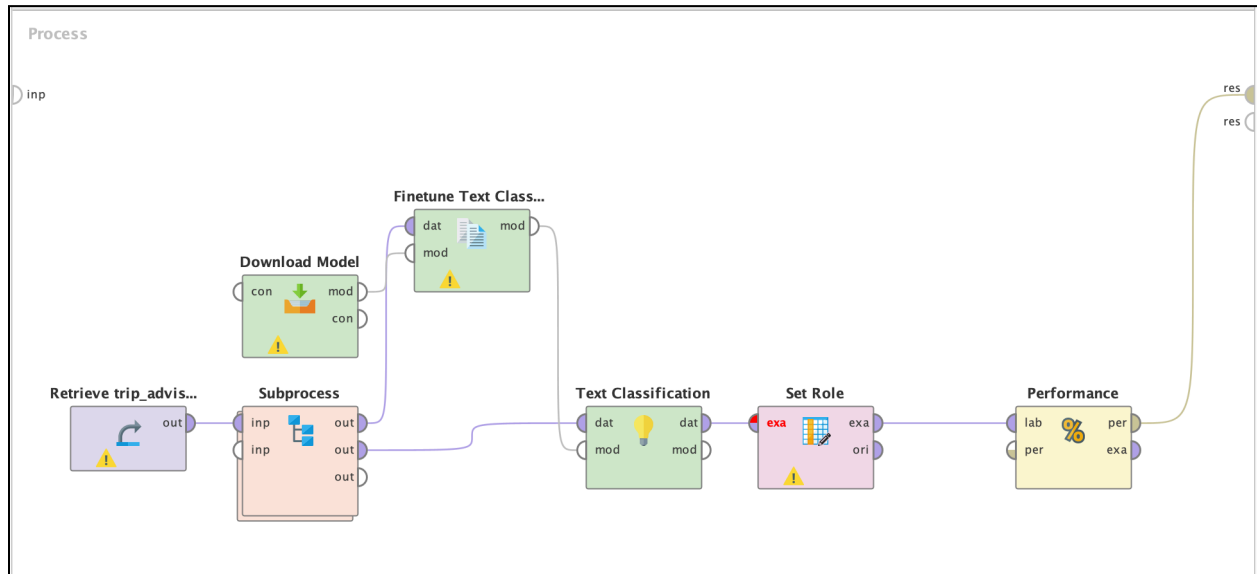 Process
inp
res
res
Finetune Text Class...
dat
mod
mod
Download Model
con
mod
con
Retrieve trip_advis...
out
Subprocess
inp
out
inp
out
out
Text Classification
dat
dat
mod
mod
Set Role
exa
exa
ori
Performance
%
lab
per
per
exa